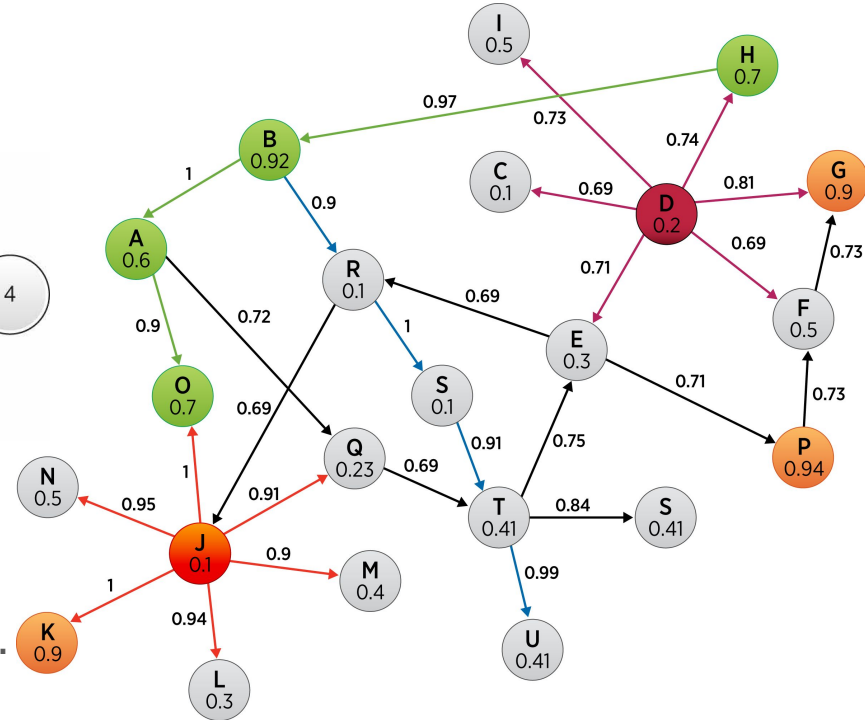 I
0.5
H
0.7
0.97
0.73
B
0.92
0.74
C
0.1
0.69
D
0.2
0.81
G
0.9
1
0.9
A
0.6
0.69
0.73
R
0.1
0.71
4
0.69
F
0.5
0.72
0.9
1
E
0.3
O
0.7
S
0.1
0.71
0.73
0.69
0.91
0.75
Q
0.23
P
0.94
N
0.5
1
0.91
0.69
0.95
T
0.41
0.84
S
0.41
J
0.1
0.9
M
0.4
0.99
1
0.94
K
0.9
U
0.41
L
0.3
.